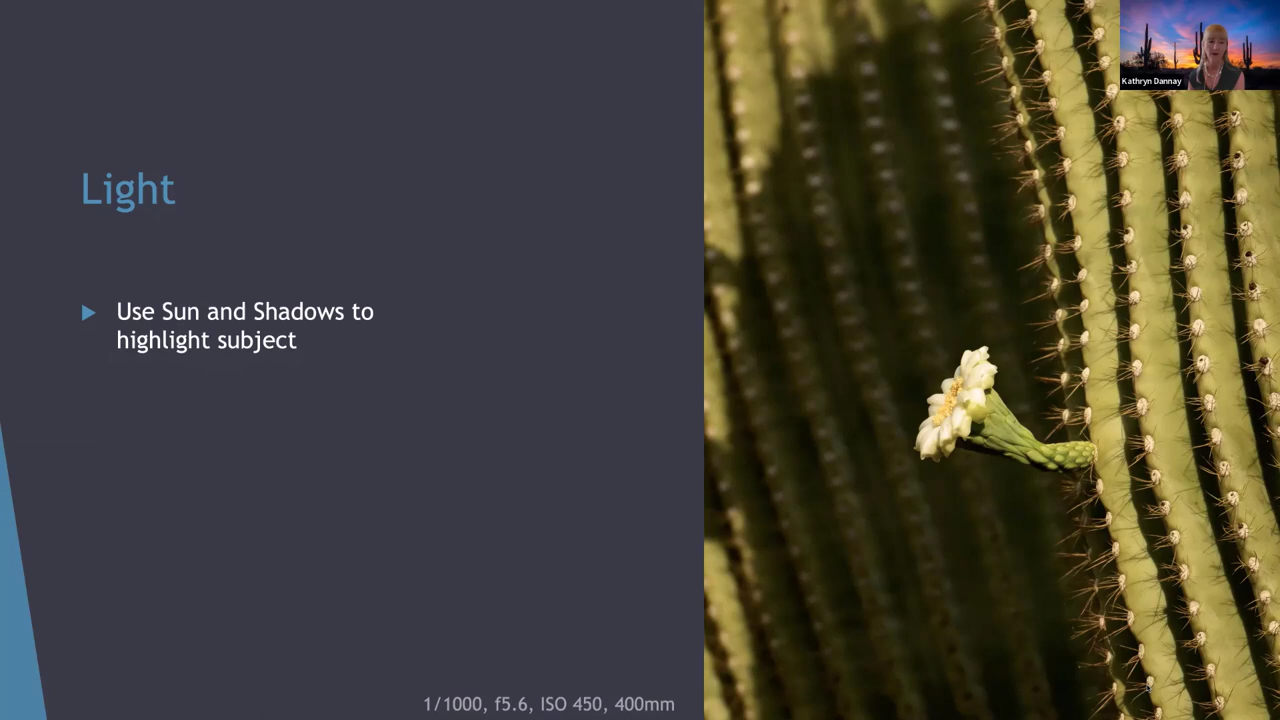 Kathryn Dannay
Light
Use Sun and Shadows to
highlight subject
1/1000, f5.6, ISO 450, 400mm